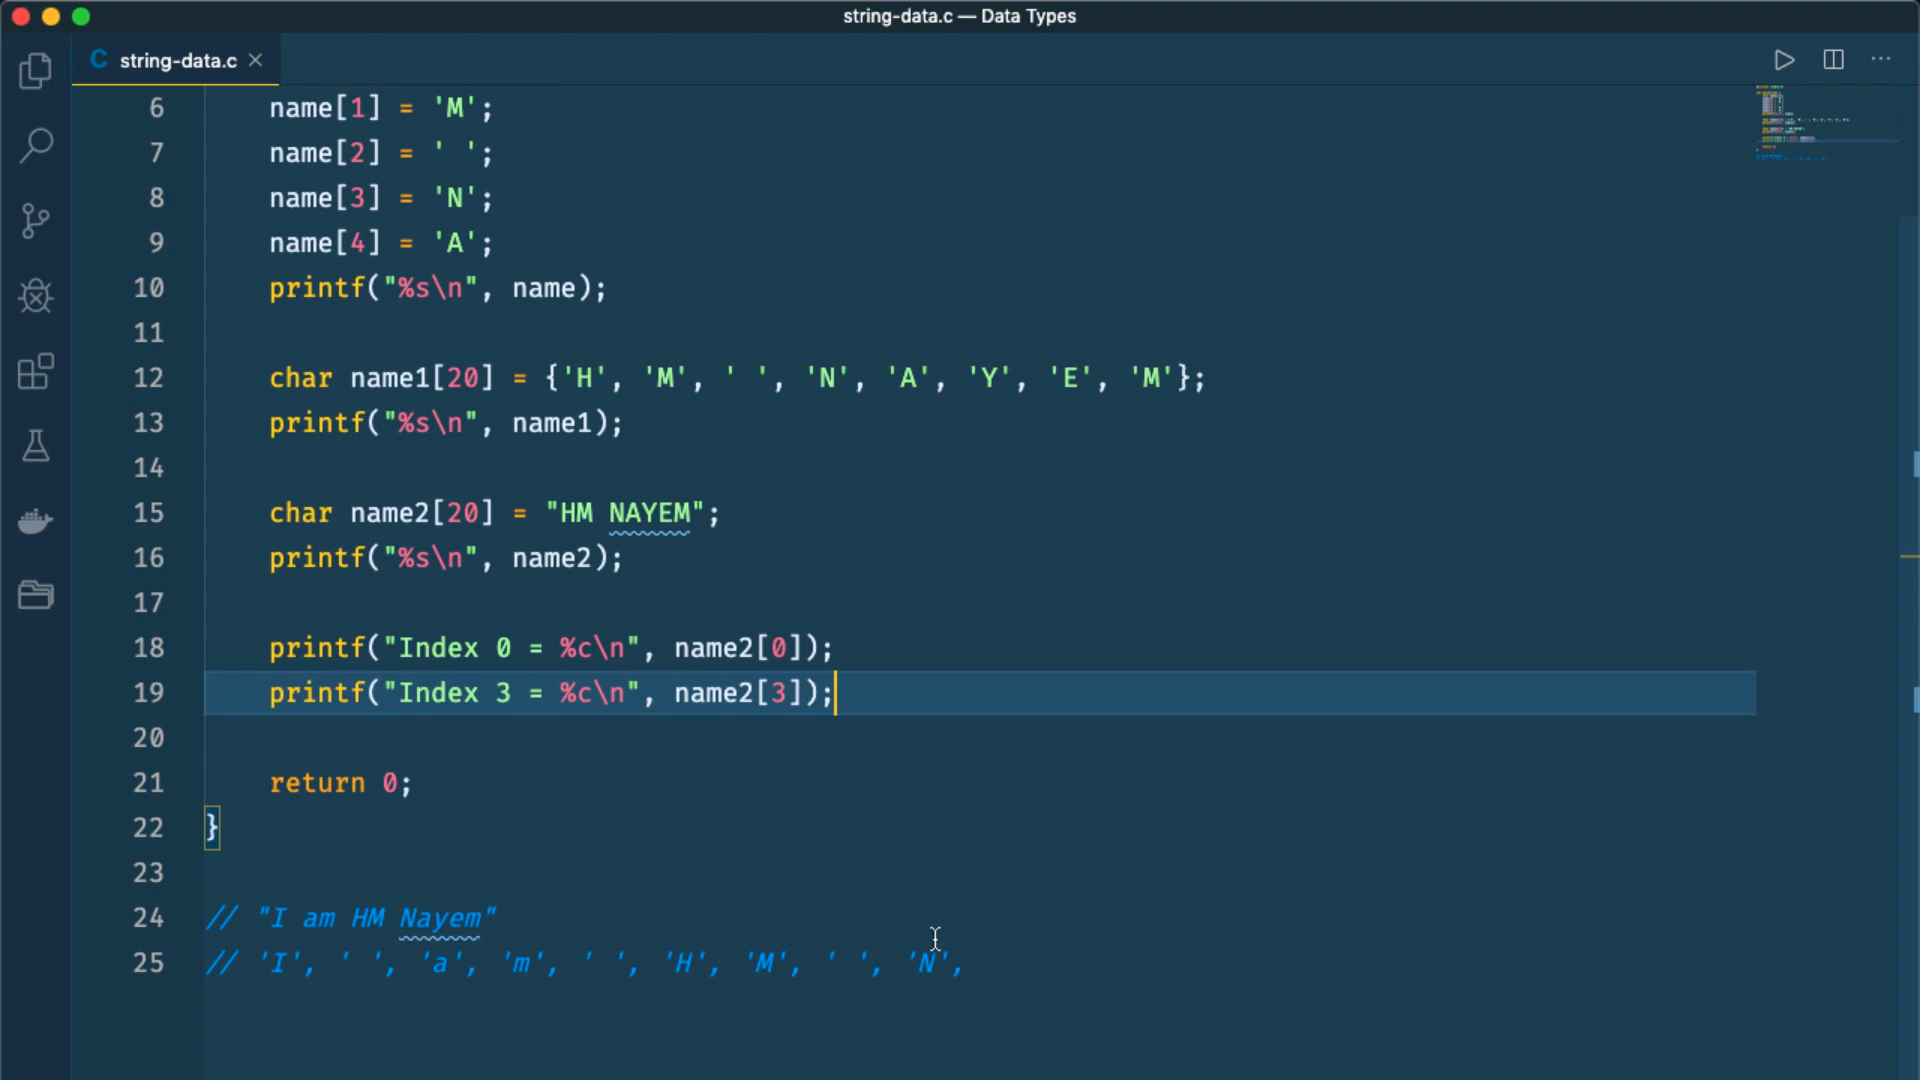 string-data.c — Data Types
C string-data.c ×
6 name[1] = 'M';
7 name[2] = ' ';
8 name[3] = 'N';
9 name[4] = 'A';
10 printf("%s\n", name);
11
12 char name1[20] = {'H', 'M', ' ', 'N', 'A', 'Y', 'E', 'M'};
13 printf("%s\n", name1);
14
15 char name2[20] = "HM NAYEM";
16 printf("%s\n", name2);
17
18 printf("Index 0 = %c\n", name2[0]);
19 printf("Index 3 = %c\n", name2[3]);
20
21 return 0;
22 }
23
24 // "I am HM Nayem"
25 // 'I', ' ', 'a', 'm', ' ', 'H', 'M', ' ', 'N',